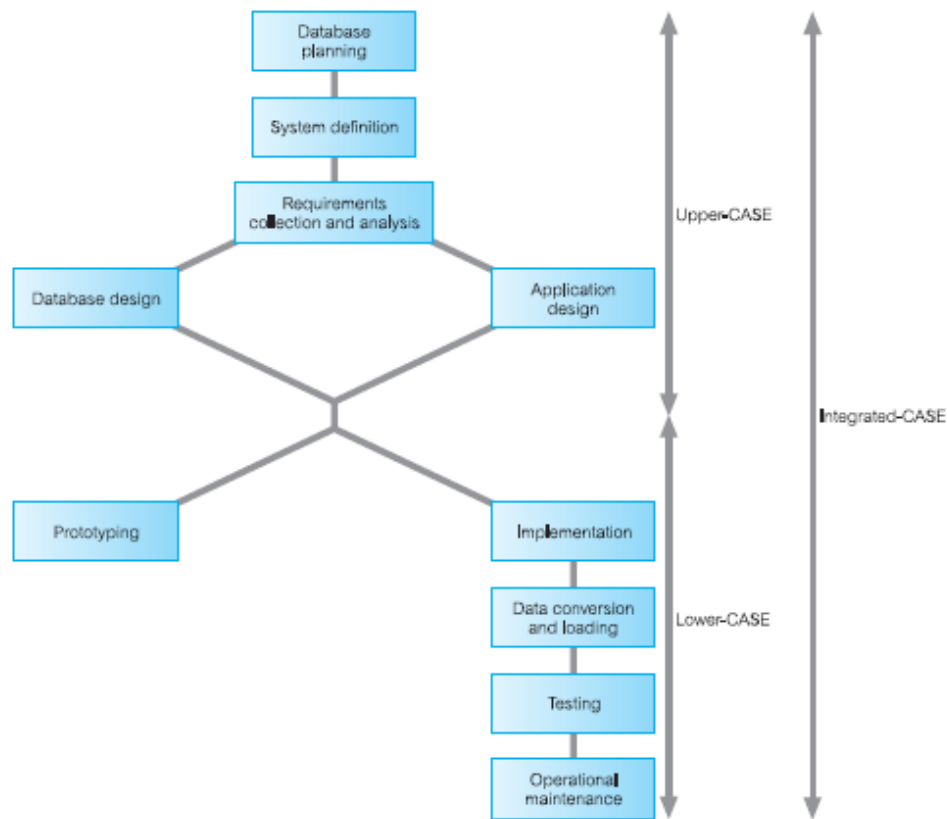 Database
planning
System definition
Requirements
collection and analysis
Upper-CASE
Database design
Application
design
Integrated-CASE
Prototyping
Implementation
Data conversion
and loading
Lower-CASE
Testing
Operational
maintenance